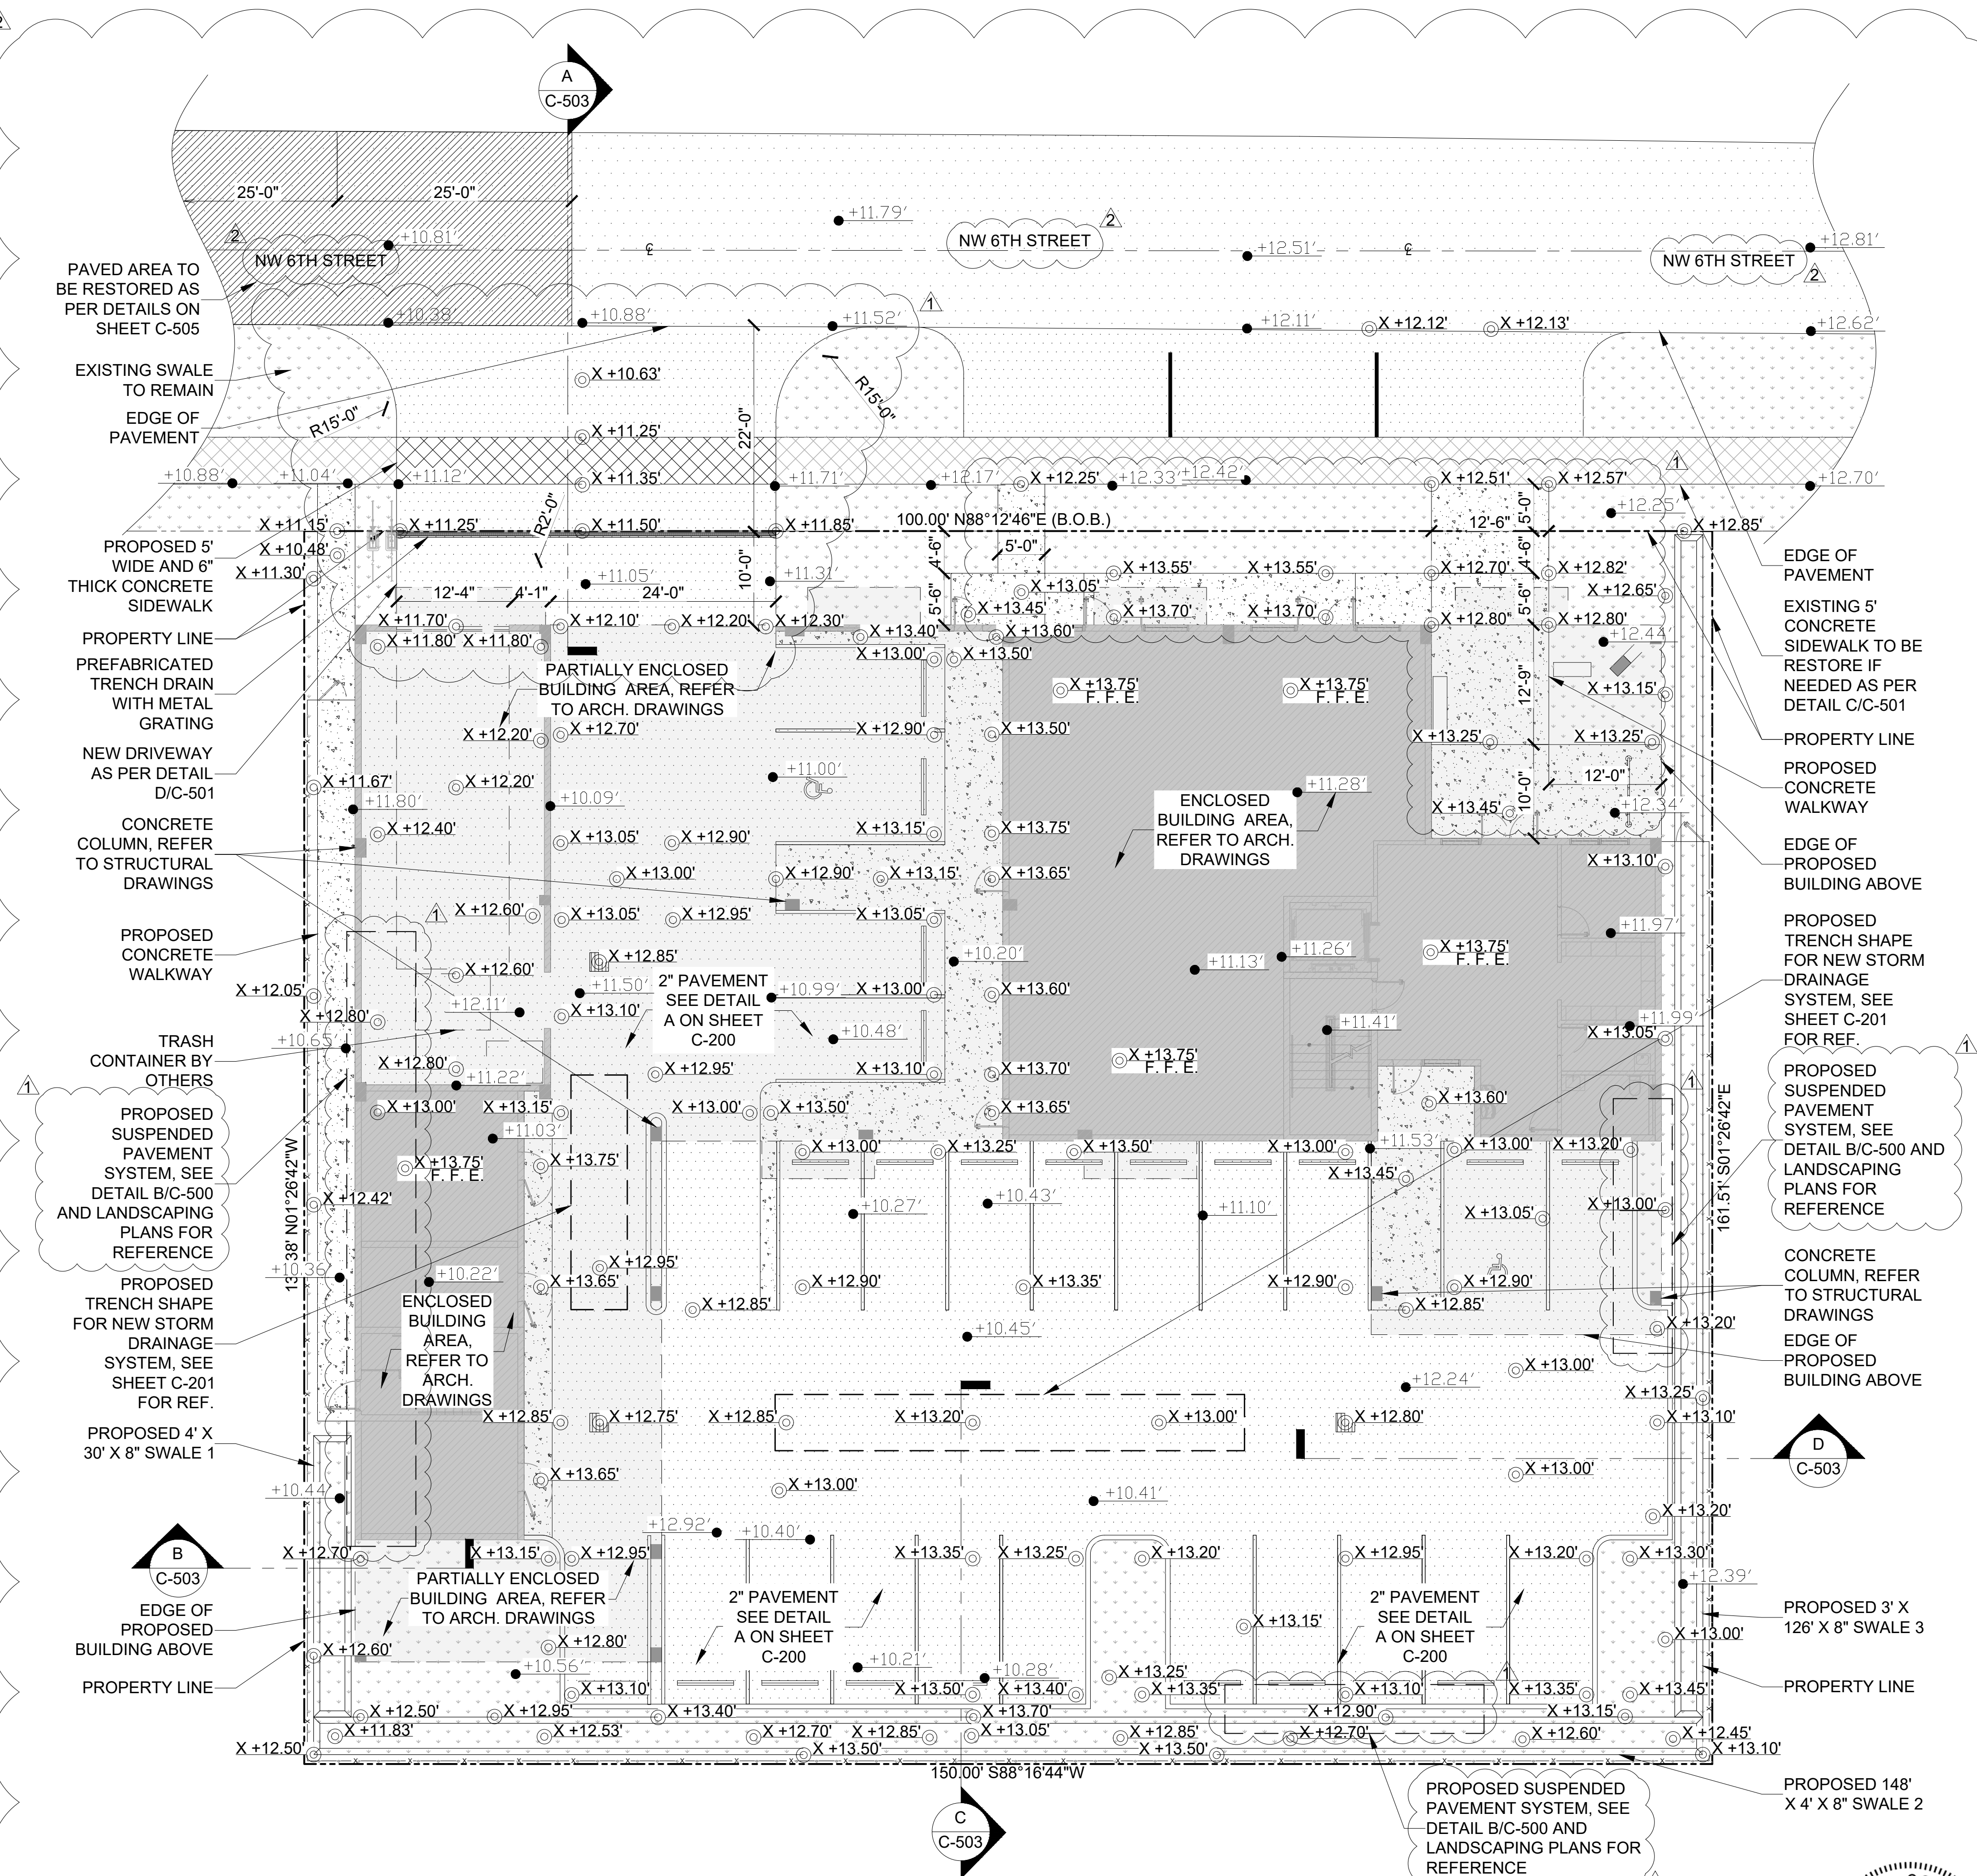 2
A
C-503
25'-0"
25'-0"
+11.79'
2
+10.81'
2
NW 6TH STREET
NW 6TH STREET
+12.51'
NW 6TH STREET
+12.81'
2
PAVED AREA TO
BE RESTORED AS
PER DETAILS ON
SHEET C-505
+10.38'
+10.88'
+11.52'
1
+12.11'
X +12.12'
X +12.13'
+12.62'
EXISTING SWALE
TO REMAIN
X +10.63'
EDGE OF
PAVEMENT
R15'-0"
R15'-0"
22'-0"
X +11.25'
+10.88'
+11.04'
+11.12'
X +11.35'
+11.71'
+12.17'
X +12.25'
+12.33'
+12.42'
X +12.51'
X +12.57'
1
+12.70'
R2'-0"
5'-0"
+12.25'
X +11.15'
X +11.25'
X +11.50'
X +11.85'
100.00' N88°12'46"E (B.O.B.)
12'-6"
X +12.85'
X +10.48'
X +11.30'
PROPOSED 5'
WIDE AND 6"
THICK CONCRETE
SIDEWALK
10'-0"
4'-6"
5'-0"
4'-6"
+11.05'
+11.31'
X +13.05'
X +13.55'
X +13.55'
X +12.70'
X +12.82'
X +12.65'
EDGE OF
PAVEMENT
12'-4"
4'-1"
24'-0"
5'-6"
X +13.45'
X +13.70'
X +13.70'
5'-6"
X +11.70'
X +12.10'
X +12.20'
X +12.30'
X +13.40'
X +13.60'
X +12.80'
X +12.80'
+12.44'
X +11.80'
X +11.80'
X +13.00'
X +13.50'
PROPERTY LINE
PREFABRICATED
TRENCH DRAIN
WITH METAL
GRATING
PARTIALLY ENCLOSED
BUILDING AREA, REFER
TO ARCH. DRAWINGS
EXISTING 5'
CONCRETE
SIDEWALK TO BE
RESTORE IF
NEEDED AS PER
DETAIL C/C-501
X +13.75'
F. F. E.
X +13.75'
F. F. E.
12'-9"
X +13.15'
X +12.20'
X +12.70'
X +12.90'
X +13.50'
X +13.25'
X +13.25'
PROPERTY LINE
NEW DRIVEWAY
AS PER DETAIL
D/C-501
X +11.67'
X +12.20'
+11.00'
+11.28'
12'-0"
10'-0"
PROPOSED
CONCRETE
WALKWAY
+11.80'
+10.09'
ENCLOSED
BUILDING AREA,
REFER TO ARCH.
DRAWINGS
X +13.45'
+12.34'
CONCRETE
COLUMN, REFER
TO STRUCTURAL
DRAWINGS
X +12.40'
X +13.05'
X +12.90'
X +13.15'
X +13.75'
X +13.10'
EDGE OF
PROPOSED
BUILDING ABOVE
X +13.00'
X +12.90'
X +13.15'
X +13.65'
1
X +12.60'
X +13.05'
X +12.95'
X +13.05'
+11.97'
PROPOSED
CONCRETE
WALKWAY
PROPOSED
TRENCH SHAPE
FOR NEW STORM
DRAINAGE
SYSTEM, SEE
SHEET C-201
FOR REF.
X +12.60'
X +12.85'
+10.20'
+11.26'
+11.13'
X +13.75'
F. F. E.
X +12.05'
+11.50'
2" PAVEMENT
SEE DETAIL
A ON SHEET
C-200
+10.99'
X +13.00'
X +13.60'
X +12.80'
+12.11'
X +13.10'
+10.48'
+11.41'
+11.99'
X +13.05'
+10.65'
TRASH
CONTAINER BY
OTHERS
X +12.80'
+11.22'
X +12.95'
X +13.10'
X +13.70'
X +13.75'
F. F. E.
1
1
1
PROPOSED
SUSPENDED
PAVEMENT
SYSTEM, SEE
DETAIL B/C-500
AND LANDSCAPING
PLANS FOR
REFERENCE
PROPOSED
SUSPENDED
PAVEMENT
SYSTEM, SEE
DETAIL B/C-500 AND
LANDSCAPING
PLANS FOR
REFERENCE
X +13.00'
X +13.15'
X +13.00'
X +13.50'
X +13.65'
X +13.60'
+11.03'
X +13.00'
X +13.25'
X +13.50'
X +13.00'
+11.53'
X +13.00'
X +13.20'
X +13.75'
F. F. E.
X +13.75'
X +13.45'
X +12.42'
+10.27'
+10.43'
+11.10'
X +13.05'
X +13.00'
161.51' S01°26'42"E
N01°26'42"W
+10.36'
+10.22'
X +13.65'
X +12.95'
X +12.85'
X +12.90'
X +13.35'
X +12.90'
X +12.90'
X +12.85'
CONCRETE
COLUMN, REFER
TO STRUCTURAL
DRAWINGS
PROPOSED
TRENCH SHAPE
FOR NEW STORM
DRAINAGE
SYSTEM, SEE
SHEET C-201
FOR REF.
ENCLOSED
BUILDING
AREA,
REFER TO
ARCH.
DRAWINGS
+10.45'
X +13.20'
EDGE OF
PROPOSED
BUILDING ABOVE
X +13.00'
+12.24'
X +13.25'
X +12.85'
X +12.75'
X +12.85'
X +13.20'
X +13.00'
X +12.80'
X +13.10'
PROPOSED 4' X
30' X 8" SWALE 1
D
C-503
X +13.65'
X +13.00'
X +13.00'
+10.44'
+10.41'
X +13.20'
+12.92'
+10.40'
B
C-503
X +12.70'
X +13.15'
X +12.95'
X +13.35'
X +13.25'
X +13.20'
X +12.95'
X +13.20'
X +13.30'
PARTIALLY ENCLOSED
BUILDING AREA, REFER
TO ARCH. DRAWINGS
2" PAVEMENT
SEE DETAIL
A ON SHEET
C-200
2" PAVEMENT
SEE DETAIL
A ON SHEET
C-200
+12.39'
EDGE OF
PROPOSED
BUILDING ABOVE
PROPOSED 3' X
126' X 8" SWALE 3
X +13.15'
X +12.60'
X +12.80'
X +13.00'
+10.56'
+10.21'
+10.28'
X +13.25'
1
PROPERTY LINE
PROPERTY LINE
X +13.10'
X +13.50'
X +13.40'
X +13.35'
X +13.10'
X +13.35'
X +13.45'
X +12.50'
X +12.95'
X +13.40'
X +13.70'
X +12.90'
X +13.15'
X +11.83'
X +12.53'
X +12.70'
X +12.85'
X +13.05'
X +12.85'
X +12.70'
X +12.60'
X +12.45'
X +12.50'
X +13.50'
X +13.50'
X +13.10'
150.00' S88°16'44"W
PROPOSED SUSPENDED
PAVEMENT SYSTEM, SEE
DETAIL B/C-500 AND
LANDSCAPING PLANS FOR
REFERENCE
PROPOSED 148'
X 4' X 8" SWALE 2
C
C-503